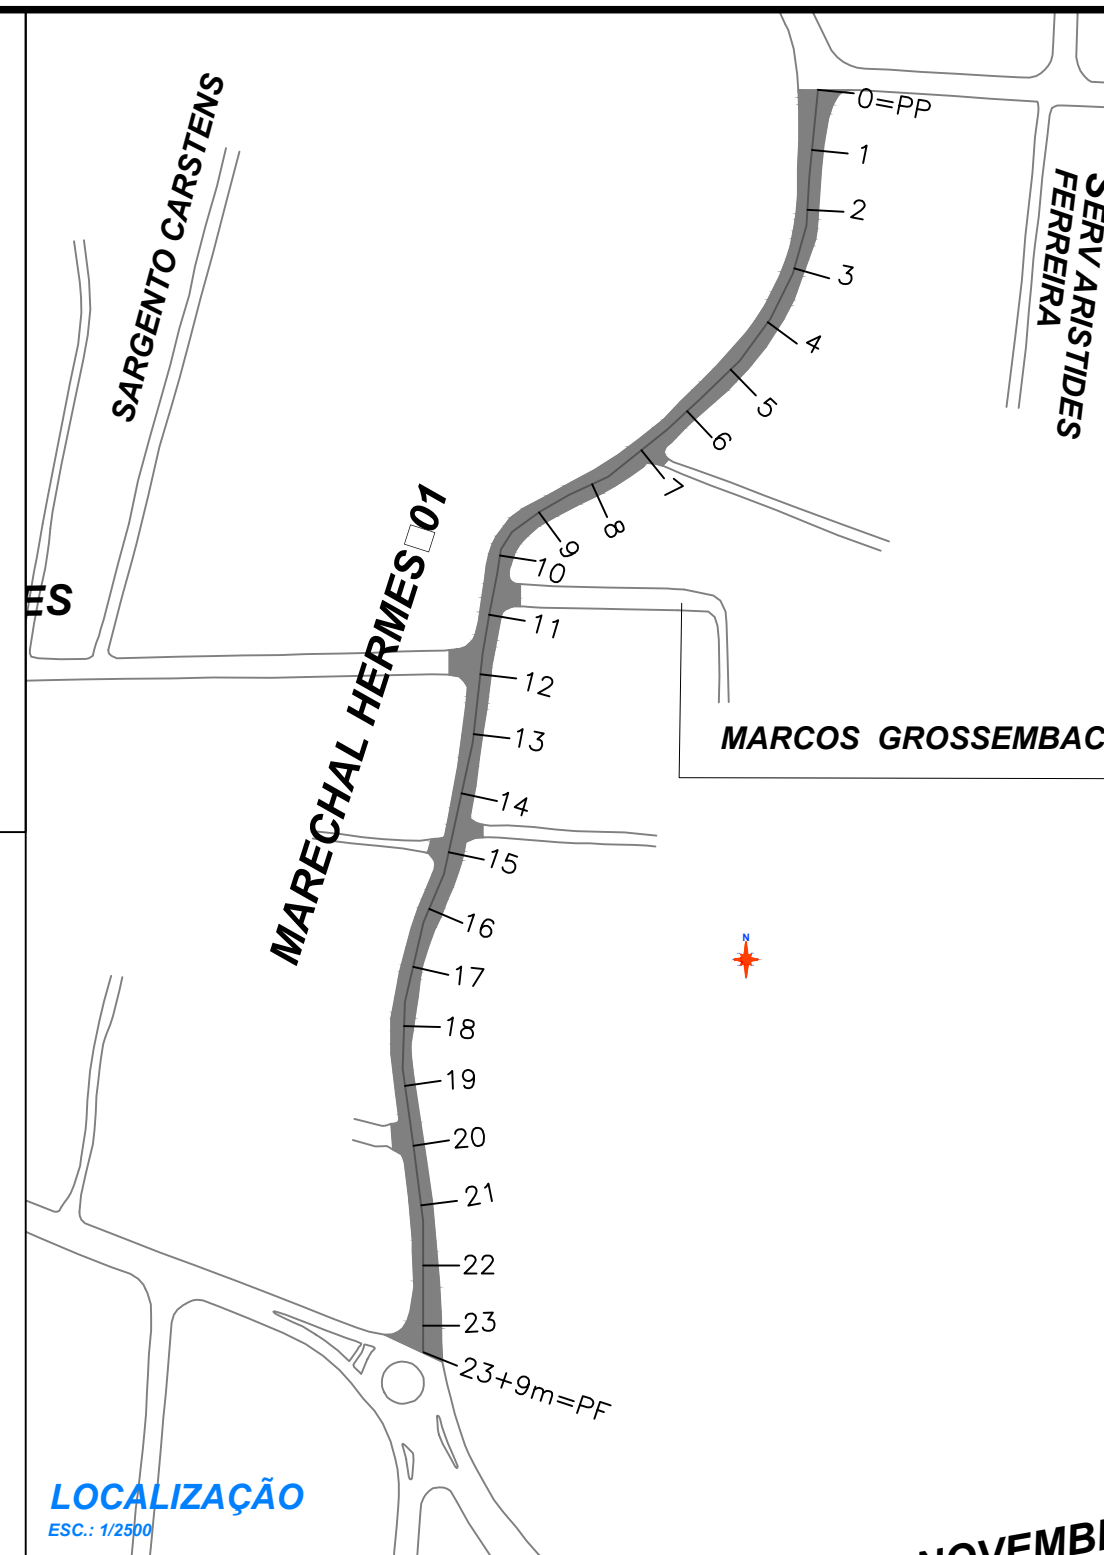 0=PP
1
2
3
4
5
6
7
8
9
10
11
12
13
14
15
16
17
18
19
20
21
22
23
23+9m=PF
SARGENTO CARSTENS
SERV ARISTIDES
FERREIRA
MARECHAL HERMES□01
ES
MARCOS GROSSEMBAC
N
LOCALIZAÇÃO
ESC.: 1/2500
NOVEMB